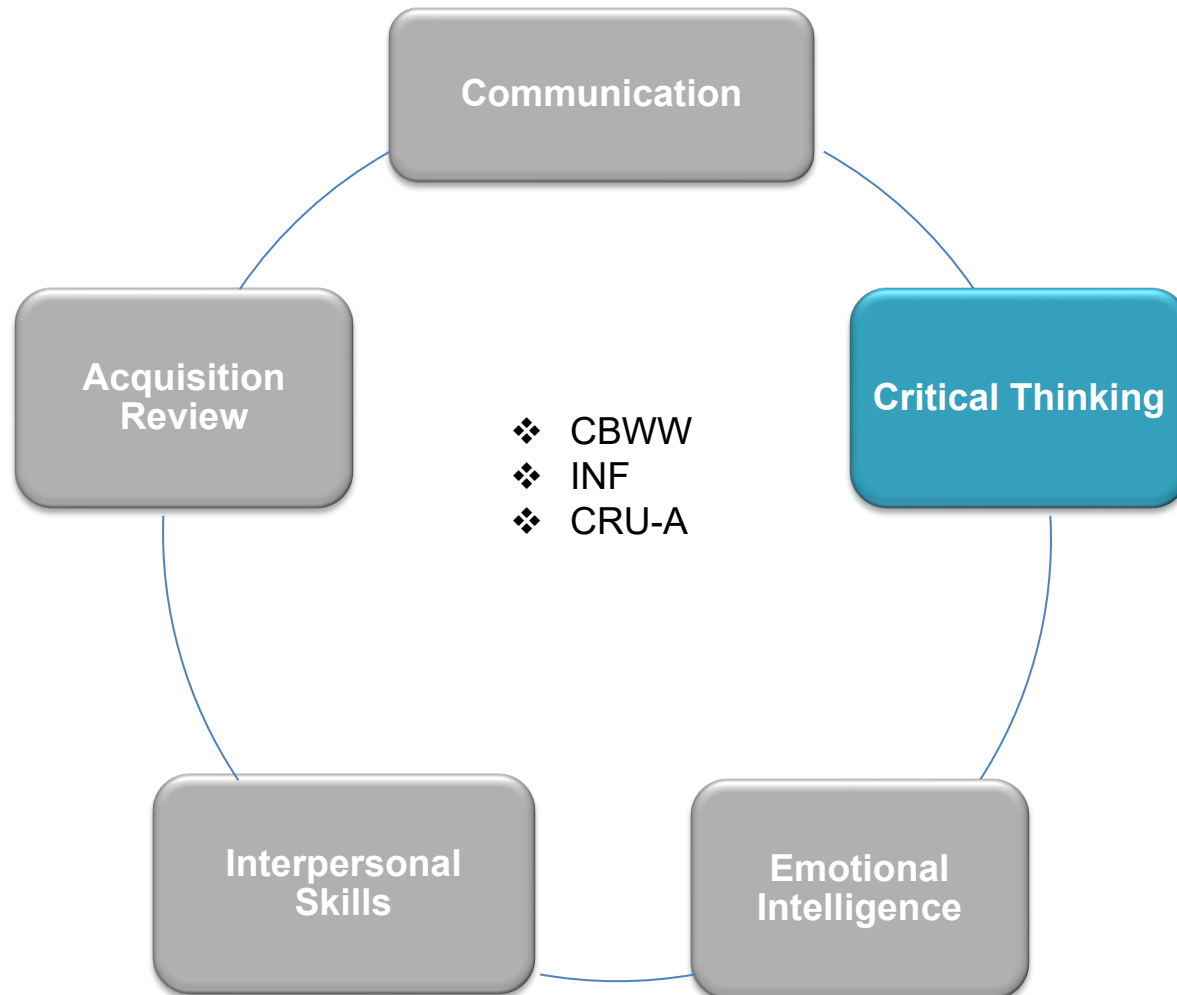 Communication
Acquisition
Review
Critical Thinking
❖ CBWW
❖ INF
❖ CRU-A
Interpersonal
Skills
Emotional
Intelligence